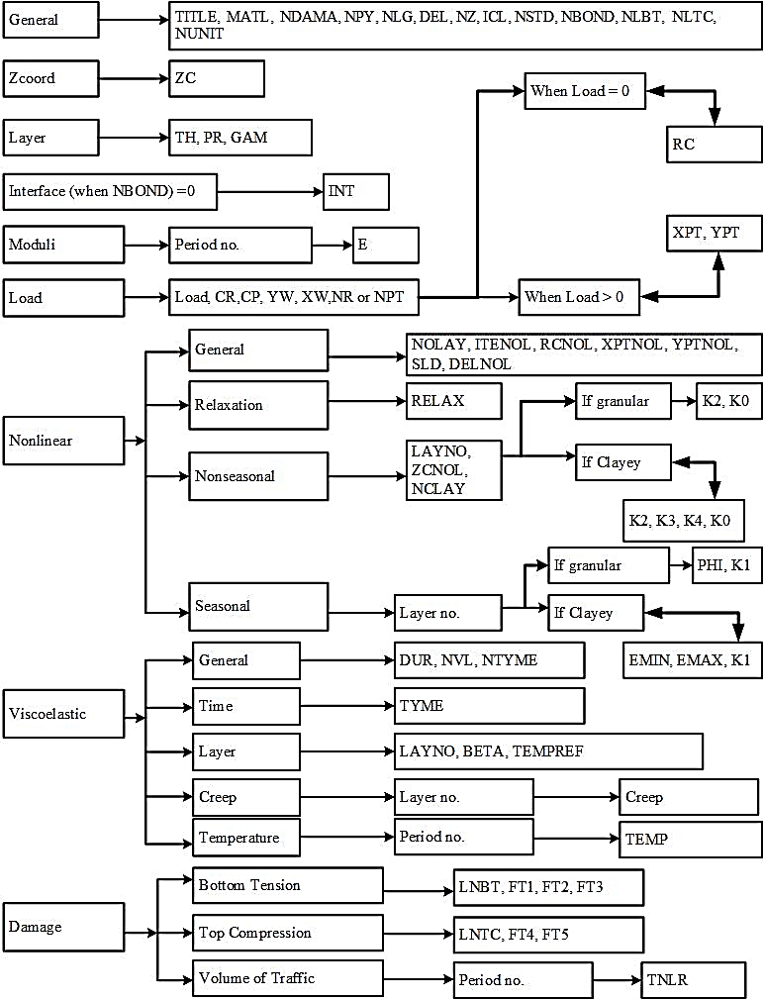 General
TITLE, MATL, NDAMA, NPY, NLG, DEL, NZ, ICL, NSTD, NBOND, NLBT, NLTC,
NUNIT
Zcoord
ZC
When Load = 0
Layer
TH, PR, GAM
RC
Interface (when NBOND) =0
INT
Moduli
Period no.
E
XPT, YPT
Load
Load, CR,CP, YW, XW,NR or NPT
When Load > 0
Nonlinear
General
NOLAY, ITENOL, RCNOL, XPTNOL, YPTNOL,
SLD, DELNOL
Relaxation
RELAX
If granular
K2, K0
Nonseasonal
LAYNO,
ZCNOL,
NCLAY
If Clayey
K2, K3, K4, K0
Seasonal
Layer no.
If granular
PHI, K1
If Clayey
EMIN, EMAX, K1
Viscoelastic
General
DUR, NVL, NTYME
Time
TYME
Layer
LAYNO, BETA, TEMPREF
Creep
Layer no.
Creep
Temperature
Period no.
TEMP
Damage
Bottom Tension
LNBT, FT1, FT2, FT3
Top Compression
LNTC, FT4, FT5
Volume of Traffic
Period no.
TNLR